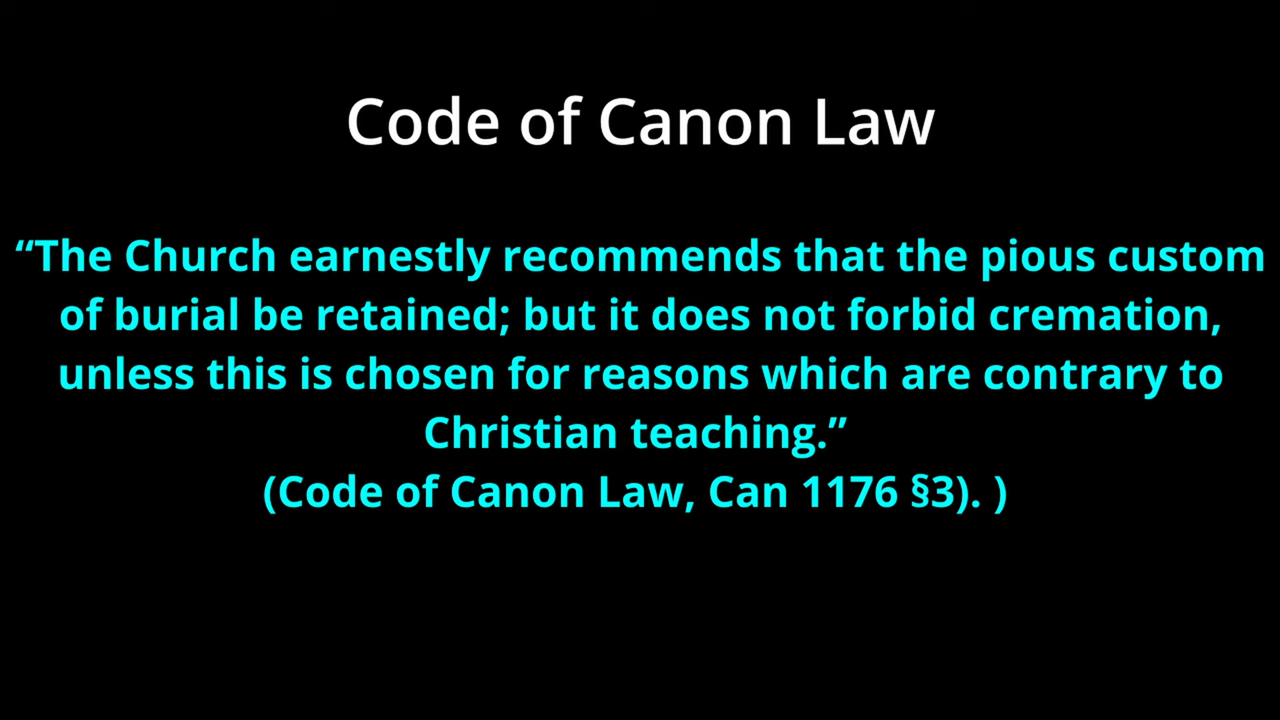 Code of Canon Law
“The Church earnestly recommends that the pious custom
of burial be retained; but it does not forbid cremation,
unless this is chosen for reasons which are contrary to
Christian teaching.”
(Code of Canon Law, Can 1176 §3). )